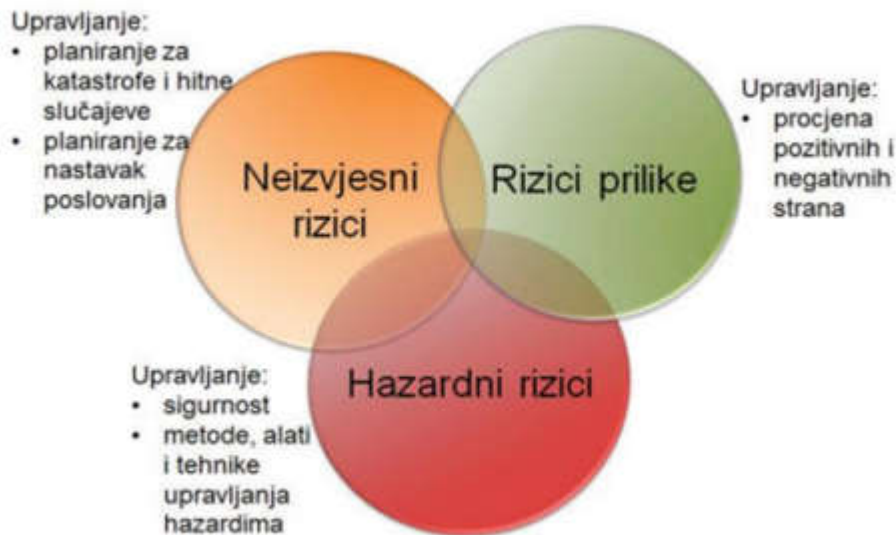 Upravljanje:
• planiranje za
katastrofe i hitne
slučajeve
• planiranje za
nastavak
poslovanja
Neizvjesni
rizici
Rizici prilike
Upravljanje:
• procjena
pozitivnih i
negativnih
strana
Hazardni rizici
Upravljanje:
• sigurnost
• metode, alati
i tehnike
upravljanja
hazardima